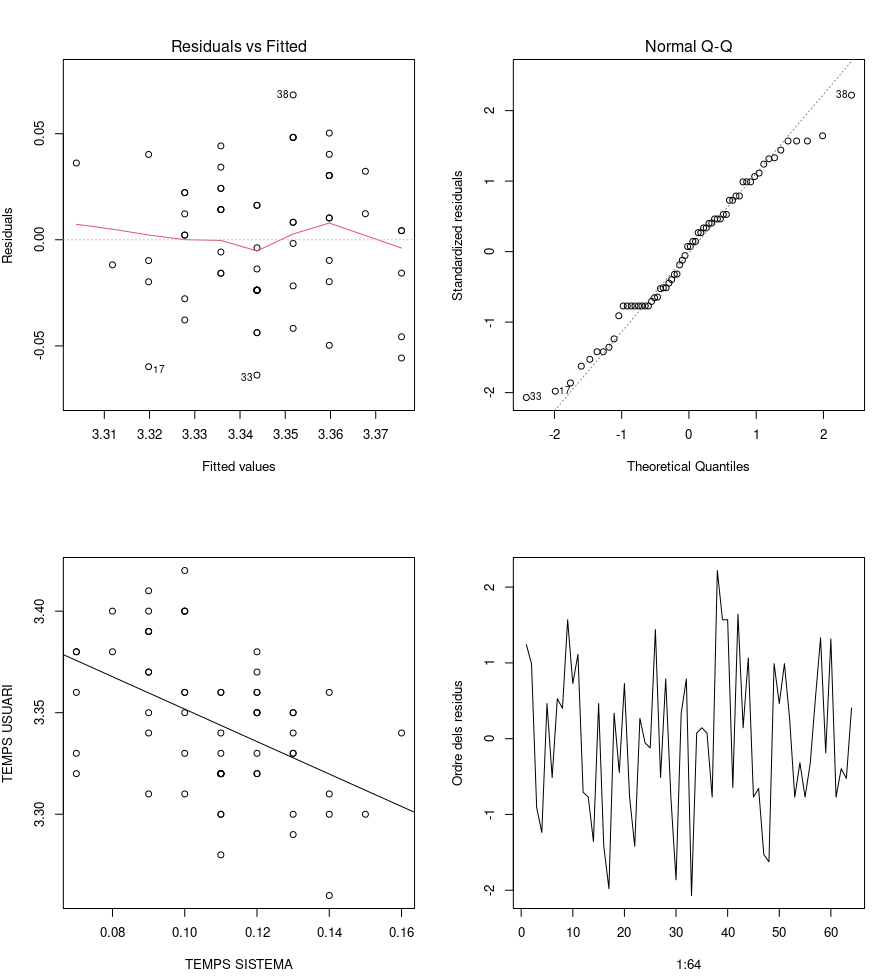 Residuals vs Fitted
Residuals
0.05
0.00
-0.05
38
17
33
3.31 3.32 3.33 3.34 3.35 3.36 3.37
Fitted values
Normal Q-Q
Standardized residuals
2
1
0
-1
-2
38
33
17
-2 -1 0 1 2
Theoretical Quantiles
TEMPS USUARI
3.40
3.35
3.30
0.08 0.10 0.12 0.14 0.16
TEMPS SISTEMA
Ordre dels residus
2
1
0
-1
-2
0 10 20 30 40 50 60
1:64